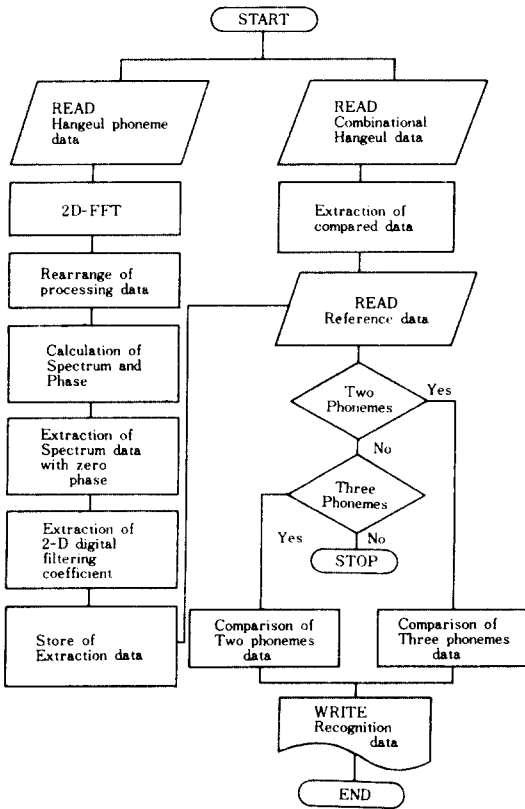 START
READ
Hangeul phoneme
data
2D-FFT
Rearrange of
processing data
Calculation of
Spectrum and
Phase
Extraction of
Spectrum data
with zero
phase
Extraction of
2-D digital
filtering
coefficient
Store of
Extraction data
READ
Combinational
Hangeul data
Extraction of
compared data
READ
Reference data
Two
Phonemes
Yes
No
Three
Phonemes
Yes
No
STOP
Comparison of
Two phonemes
data
Comparison of
Three phonemes
data
WRITE
Recognition
data
END